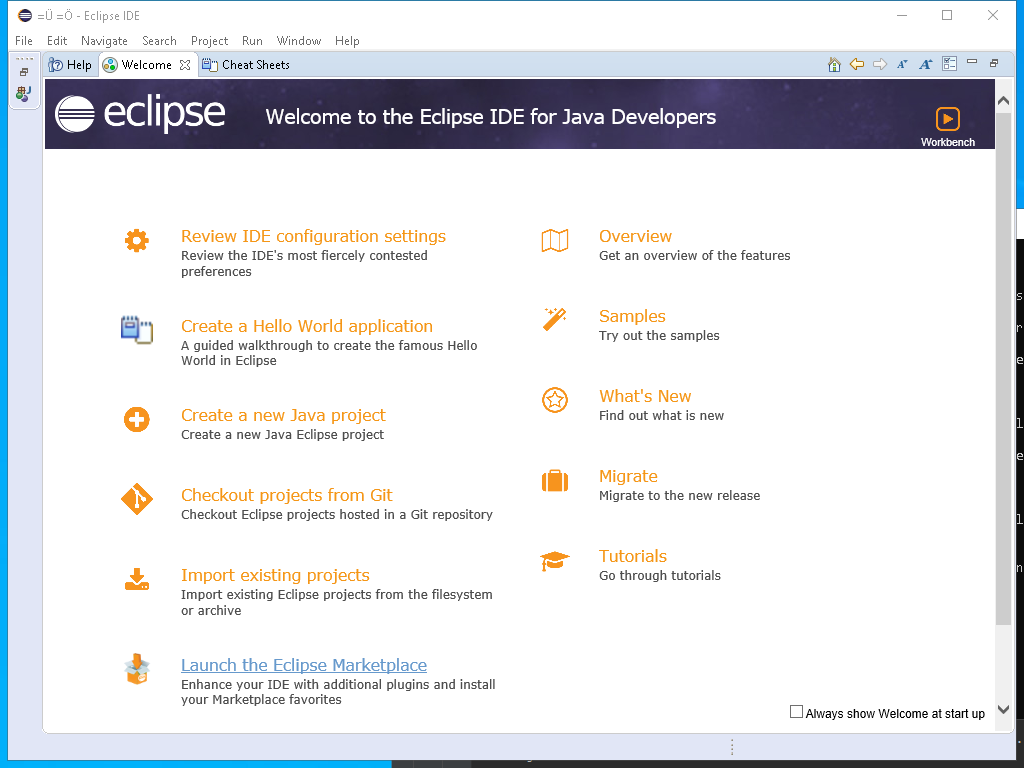 =Ü =Ö - Eclipse IDE
File Edit Navigate Search Project Run Window Help
Help Welcome Cheat Sheets
eclipse Welcome to the Eclipse IDE for Java Developers
Workbench
Review IDE configuration settings
Review the IDE's most fiercely contested
preferences
Create a Hello World application
A guided walkthrough to create the famous Hello
World in Eclipse
Create a new Java project
Create a new Java Eclipse project
Checkout projects from Git
Checkout Eclipse projects hosted in a Git repository
Import existing projects
Import existing Eclipse projects from the filesystem
or archive
Launch the Eclipse Marketplace
Enhance your IDE with additional plugins and install
your Marketplace favorites
Overview
Get an overview of the features
Samples
Try out the samples
What's New
Find out what is new
Migrate
Migrate to the new release
Tutorials
Go through tutorials
Always show Welcome at start up